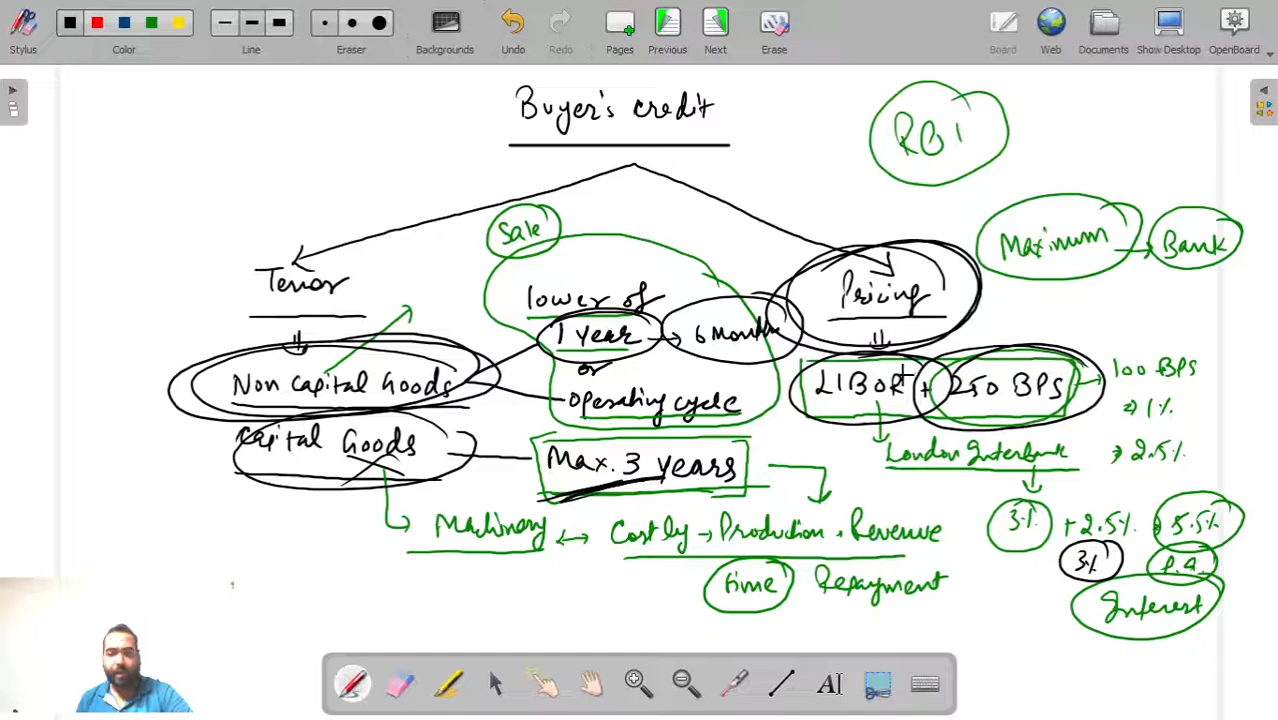 Stylus
Color
Line
Eraser
Backgrounds
Undo
Redo
Pages
Previous
Next
Erase
Board
Web
Documents
Show Desktop
OpenBoard
Buyer's credit
RBI
Sale
Maximum → Bank
Tenor
Pricing
lower of
1 year → 6 Months
or
operating cycle
Non capital Goods
LIBOR + 250 BPS
100 BPS
⇒ 1%
⇒ 2.5%
capital Goods
Max. 3 years
London Interbank
Machinery ↔ Costly → Production . Revenue
3% + 2.5% 5.5%
3% P.a.
time Repayment
Interest